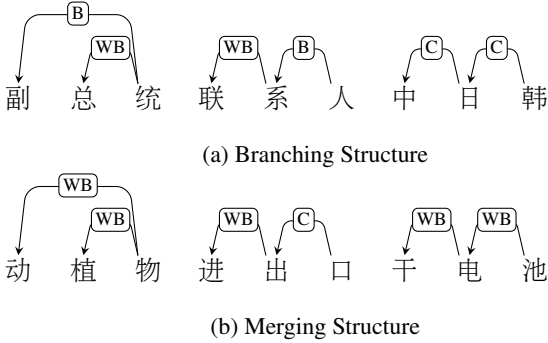 B WB WB B C C
副 总 统 联 系 人 中 日 韩
(a) Branching Structure
WB WB WB C WB WB
动 植 物 进 出 口 干 电 池
(b) Merging Structure